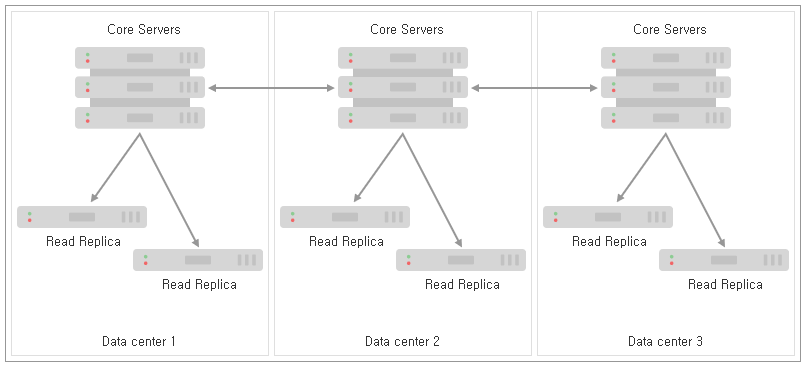 Core Servers
Core Servers
Core Servers
Read Replica
Read Replica
Read Replica
Read Replica
Read Replica
Read Replica
Data center 1
Data center 2
Data center 3